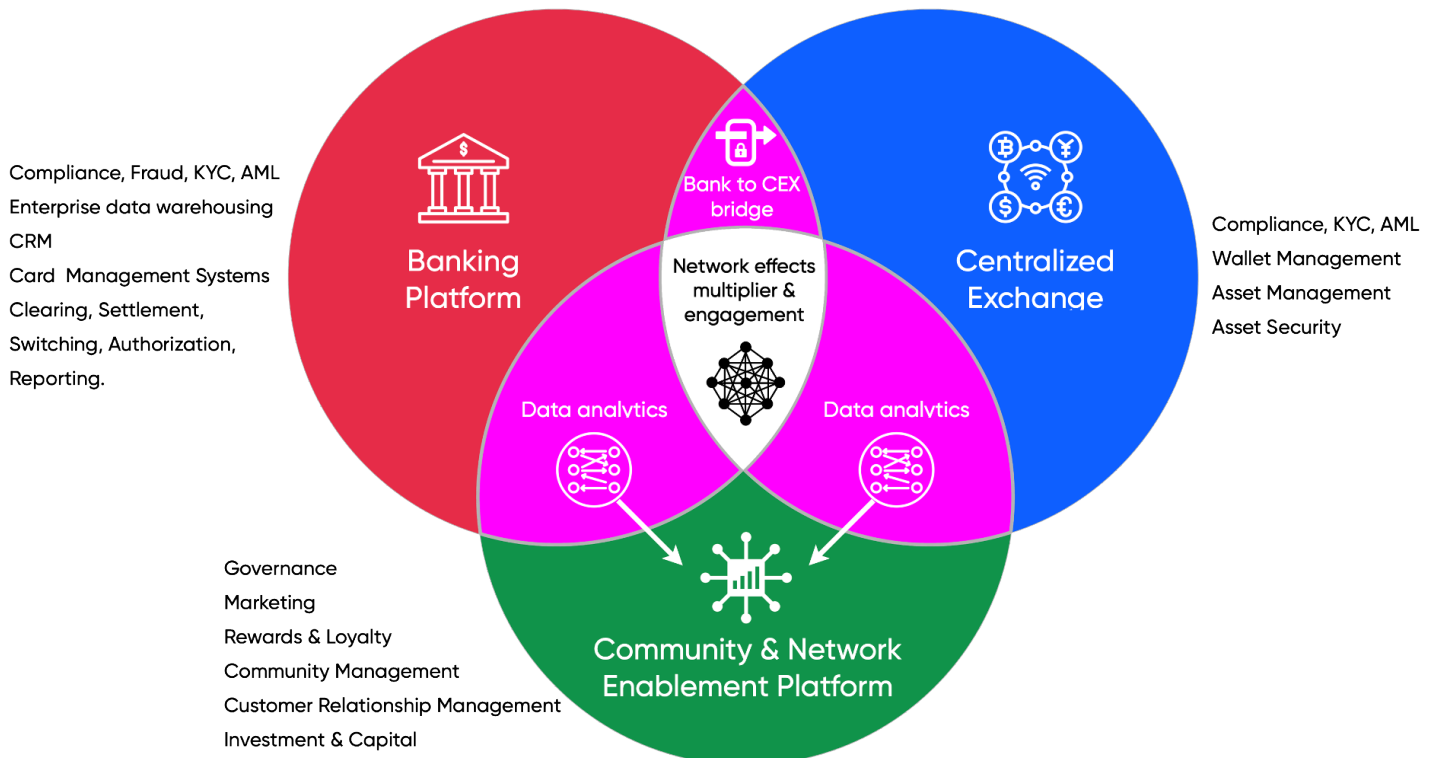 Compliance, Fraud, KYC, AML
Enterprise data warehousing
CRM
Card Management Systems
Clearing, Settlement,
Switching, Authorization,
Reporting.
$
Banking
Platform
Bank to CEX
bridge
Network effects
multiplier &
engagement
₿ ¥
$ €
Centralized
Exchange
Compliance, KYC, AML
Wallet Management
Asset Management
Asset Security
Data analytics
Data analytics
Governance
Marketing
Rewards & Loyalty
Community Management
Customer Relationship Management
Investment & Capital
Community & Network
Enablement Platform